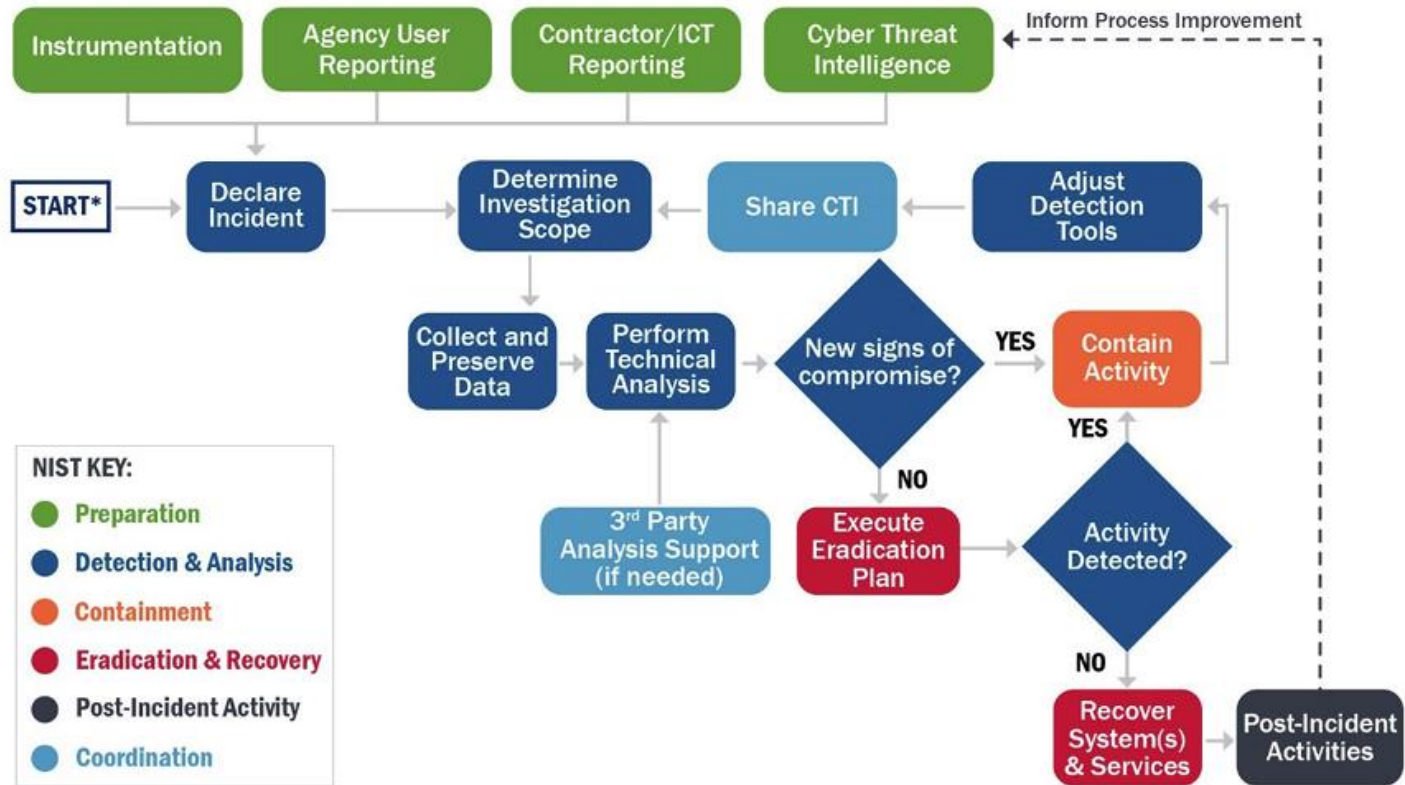 Instrumentation
Agency User
Reporting
Contractor/ICT
Reporting
Cyber Threat
Intelligence
Inform Process Improvement
START*
Declare
Incident
Determine
Investigation
Scope
Share CTI
Adjust
Detection
Tools
Collect and
Preserve
Data
Perform
Technical
Analysis
New signs of
compromise?
YES
Contain
Activity
YES
NO
3rd Party
Analysis Support
(if needed)
Execute
Eradication
Plan
Activity
Detected?
NO
Recover
System(s)
& Services
Post-Incident
Activities
NIST KEY:
Preparation
Detection & Analysis
Containment
Eradication & Recovery
Post-Incident Activity
Coordination